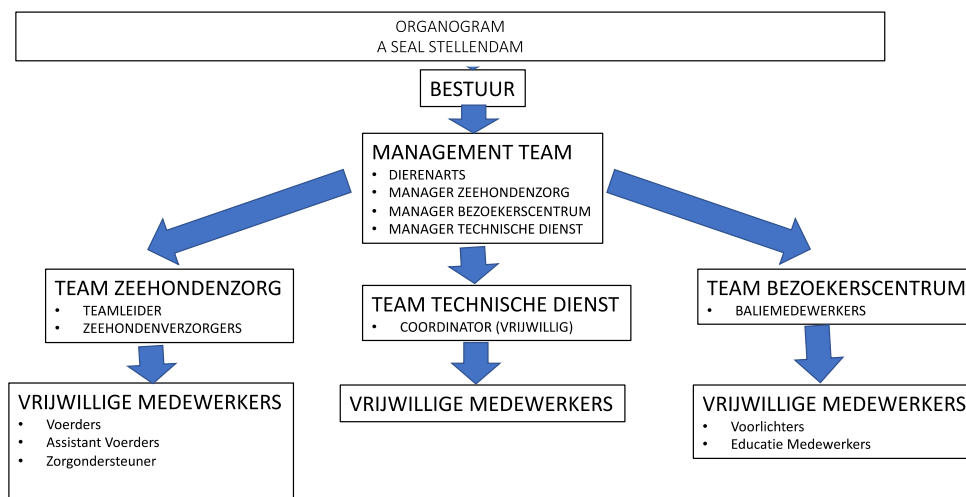 ORGANOGRAM
A SEAL STELLENDAM
BESTUUR
MANAGEMENT TEAM
• DIERENARTS
• MANAGER ZEEHONDENZORG
• MANAGER BEZOEKERSCENTRUM
• MANAGER TECHNISCHE DIENST
TEAM ZEEHONDENZORG
• TEAMLEIDER
• ZEEHONDENVERZORGERS
TEAM TECHNISCHE DIENST
• COORDINATOR (VRIJWILLIG)
TEAM BEZOEKERSCENTRUM
• BALIEMEDEWERKERS
VRIJWILLIGE MEDEWERKERS
• Voerders
• Assistant Voerders
• Zorgondersteuner
VRIJWILLIGE MEDEWERKERS
VRIJWILLIGE MEDEWERKERS
• Voorlichters
• Educatie Medewerkers